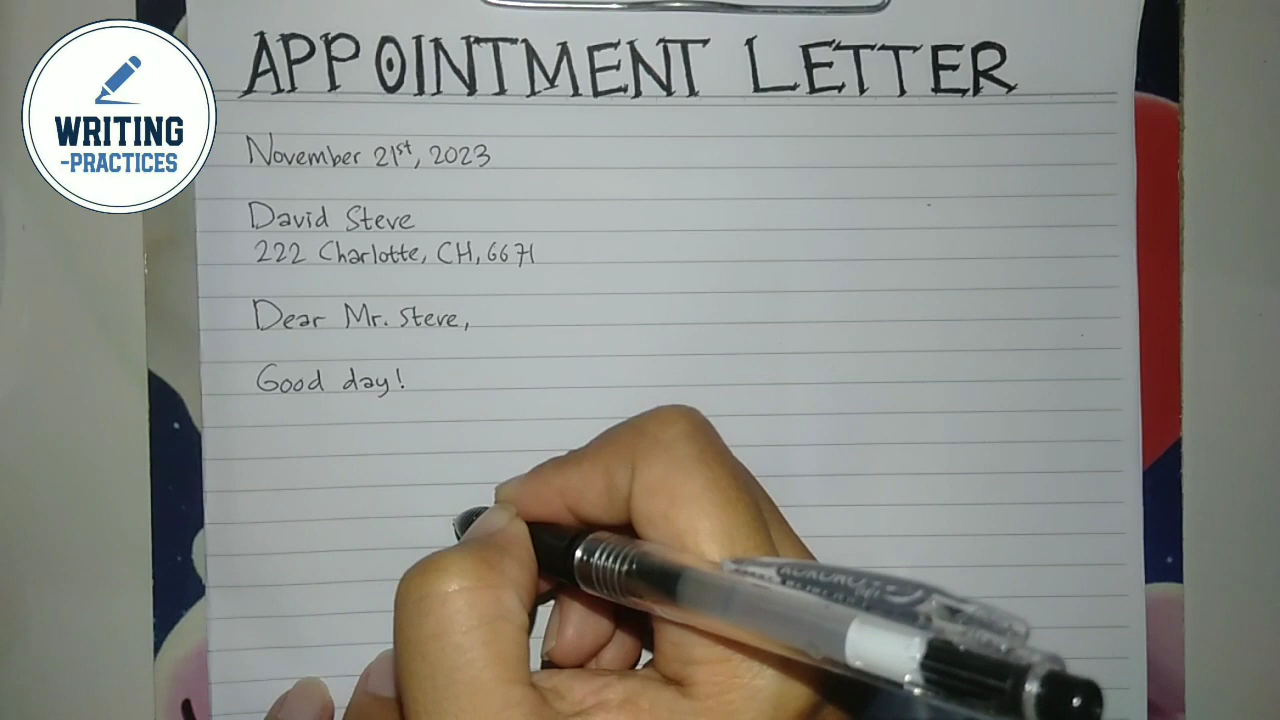 APPOINTMENT LETTER
WRITING
-PRACTICES
November 21st, 2023
David Steve
222 Charlotte, CH, 6671
Dear Mr. Steve,
Good day!